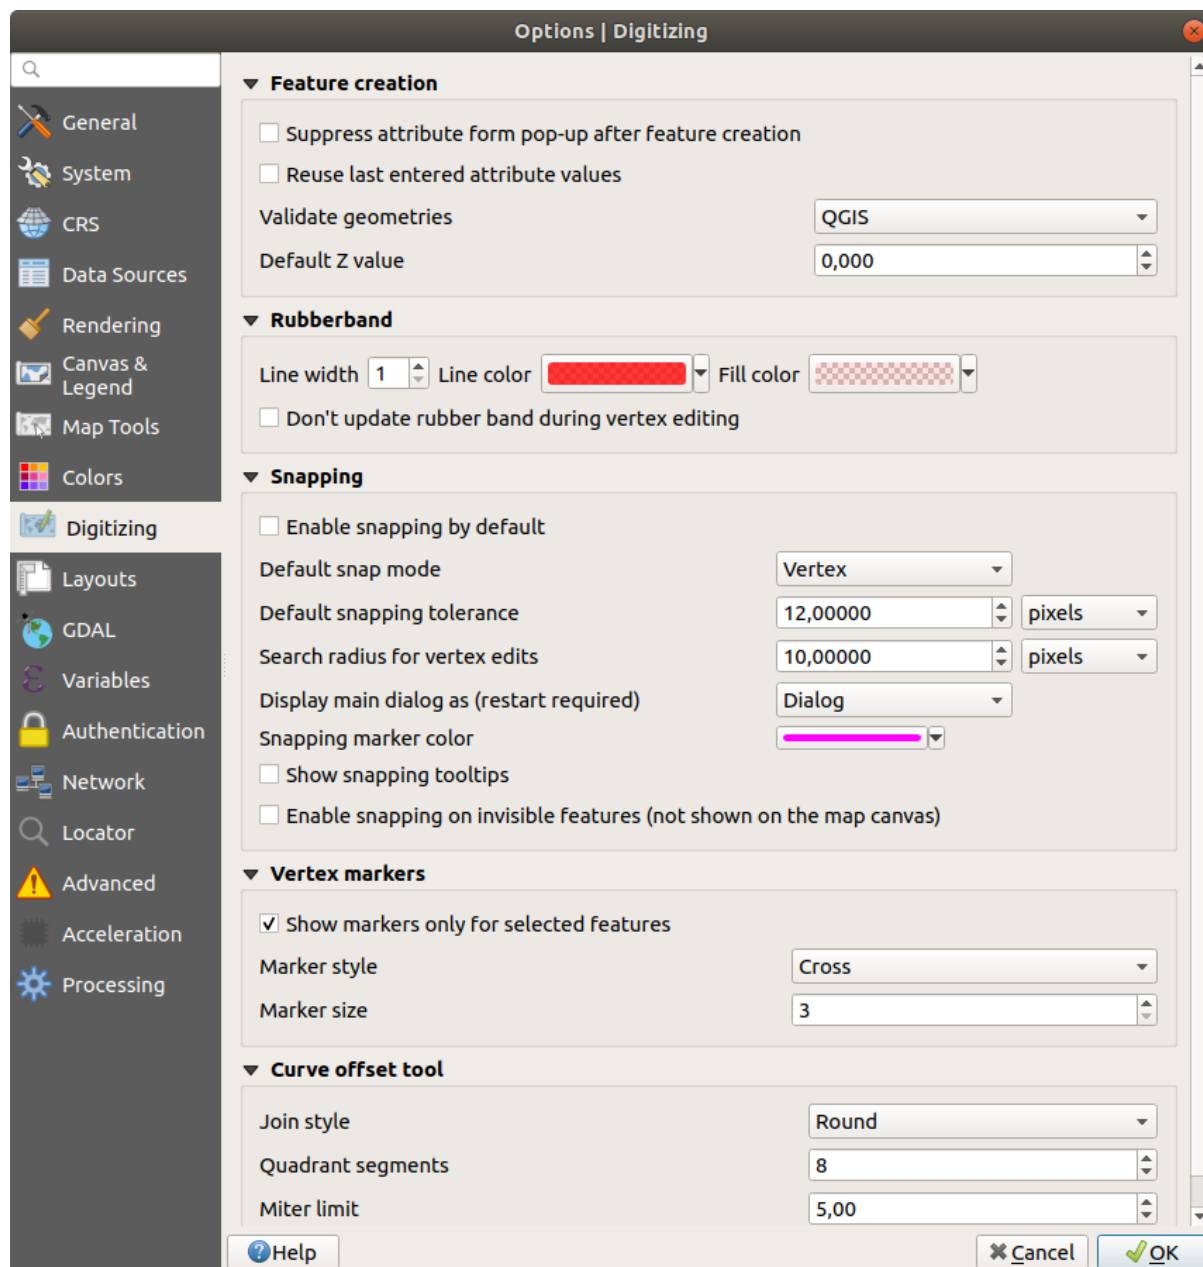 Options | Digitizing
General
System
CRS
Data Sources
Rendering
Canvas &
Legend
Map Tools
Colors
Digitizing
Layouts
GDAL
Variables
Authentication
Network
Locator
Advanced
Acceleration
Processing
Feature creation
Suppress attribute form pop-up after feature creation
Reuse last entered attribute values
Validate geometries QGIS
Default Z value 0,000
Rubberband
Line width 1 Line color Fill color
Don't update rubber band during vertex editing
Snapping
Enable snapping by default
Default snap mode Vertex
Default snapping tolerance 12,00000 pixels
Search radius for vertex edits 10,00000 pixels
Display main dialog as (restart required) Dialog
Snapping marker color
Show snapping tooltips
Enable snapping on invisible features (not shown on the map canvas)
Vertex markers
Show markers only for selected features
Marker style Cross
Marker size 3
Curve offset tool
Join style Round
Quadrant segments 8
Miter limit 5,00
Help Cancel OK